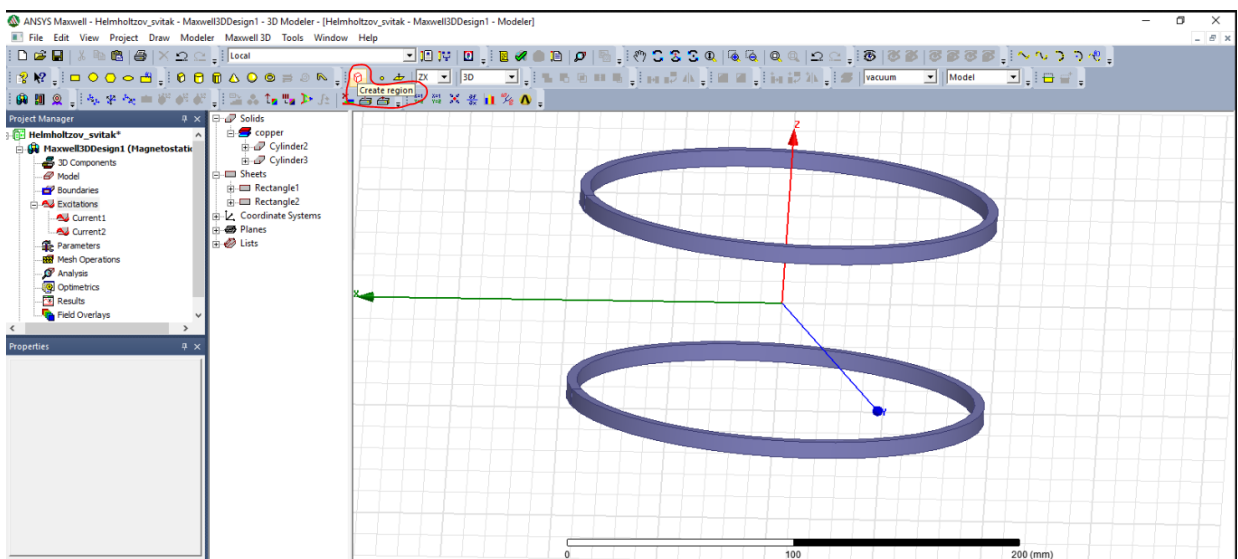 ANSYS Maxwell - Helmholtzov_svitak - Maxwell3DDesign1 - 3D Modeler - [Helmholtzov_svitak - Maxwell3DDesign1 - Modeler]
File Edit View Project Draw Modeler Maxwell 3D Tools Window Help
Local
ZX 3D vacuum Model
Create region
Project Manager
Helmholtzov_svitak*
Maxwell3DDesign1 (Magnetostatic
3D Components
Model
Boundaries
Excitations
Current1
Current2
Parameters
Mesh Operations
Analysis
Optimetrics
Results
Field Overlays
Properties
Solids
copper
Cylinder2
Cylinder3
Sheets
Rectangle1
Rectangle2
Coordinate Systems
Planes
Lists
Z
X
Y
0 100 200 (mm)